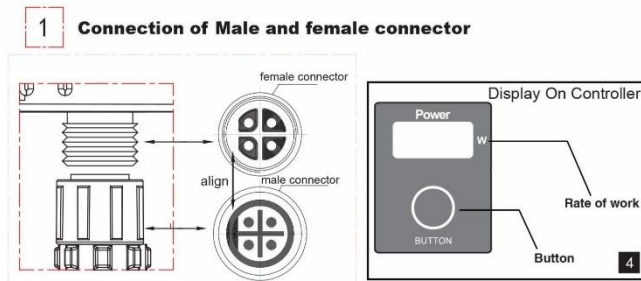 1 Connection of Male and female connector
female connector
align
male connector
Display On Controller
Power
W
Rate of work
BUTTON
Button
4